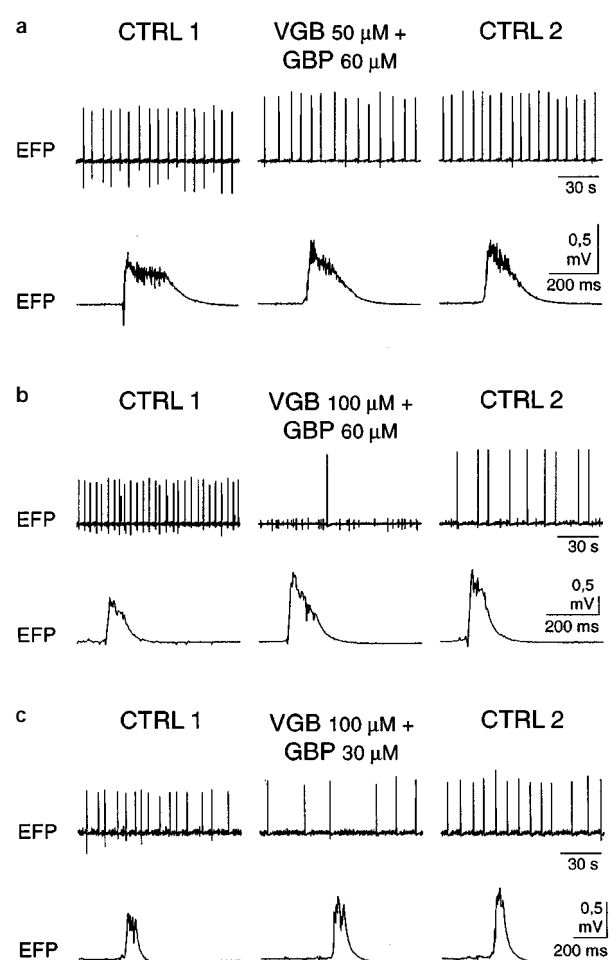 a
CTRL 1
VGB 50 µM +
GBP 60 µM
CTRL 2
EFP
30 s
0,5
mV
200 ms
EFP
b
CTRL 1
VGB 100 µM +
GBP 60 µM
CTRL 2
EFP
30 s
0,5
mV
200 ms
EFP
c
CTRL 1
VGB 100 µM +
GBP 30 µM
CTRL 2
EFP
30 s
0,5
mV
200 ms
EFP